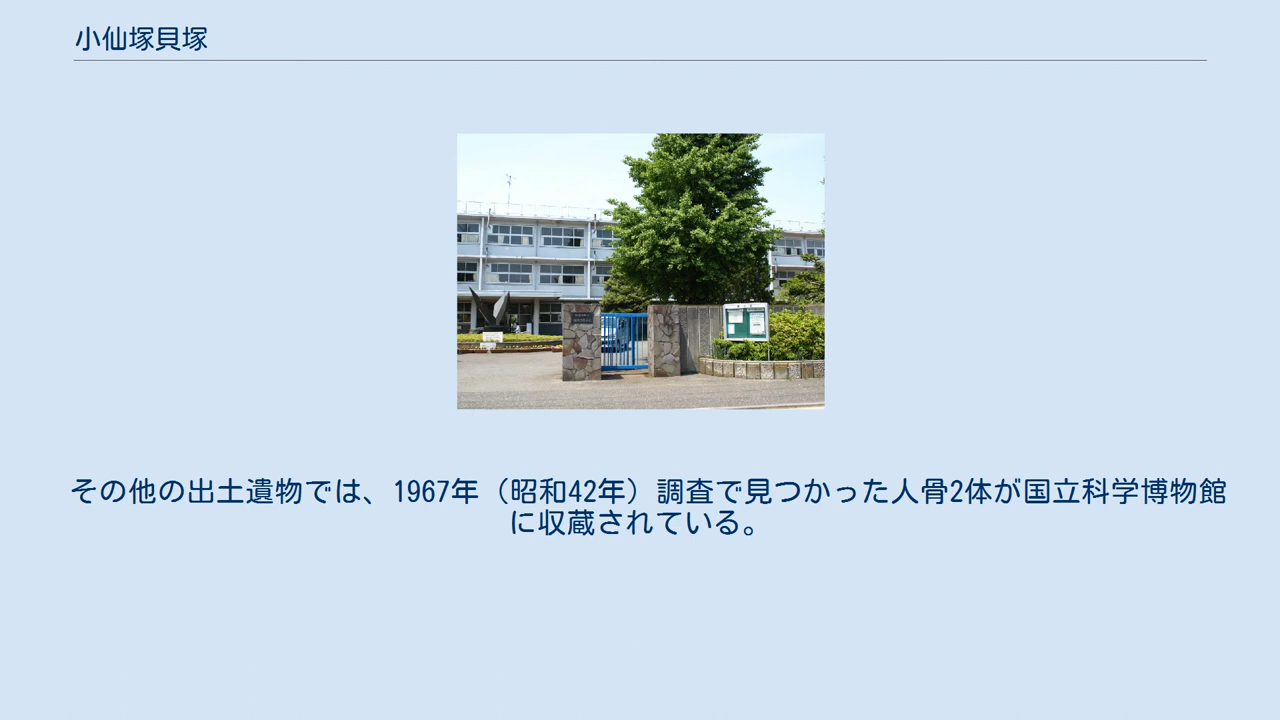 小仙塚貝塚
その他の出土遺物では、1967年（昭和42年）調査で見つかった人骨2体が国立科学博物館
に収蔵されている。